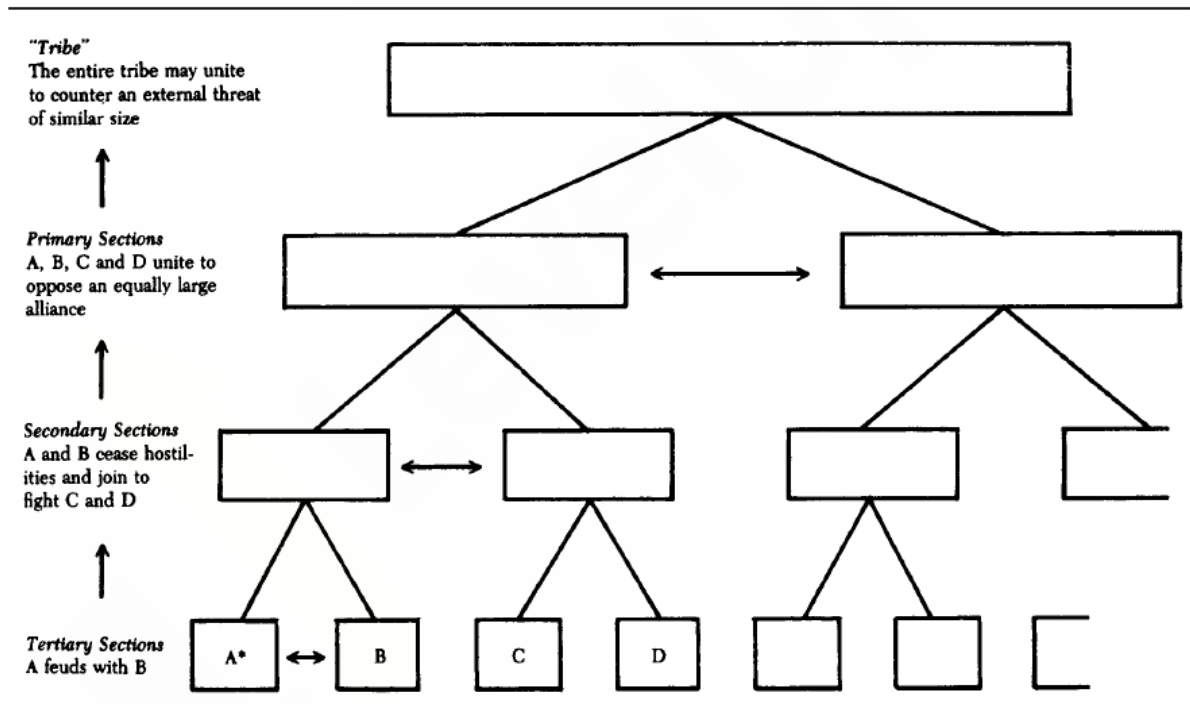 "Tribe"
The entire tribe may unite
to counter an external threat
of similar size
Primary Sections
A, B, C and D unite to
oppose an equally large
alliance
Secondary Sections
A and B cease hostil-
ities and join to
fight C and D
Tertiary Sections
A feuds with B
A*
B
C
D